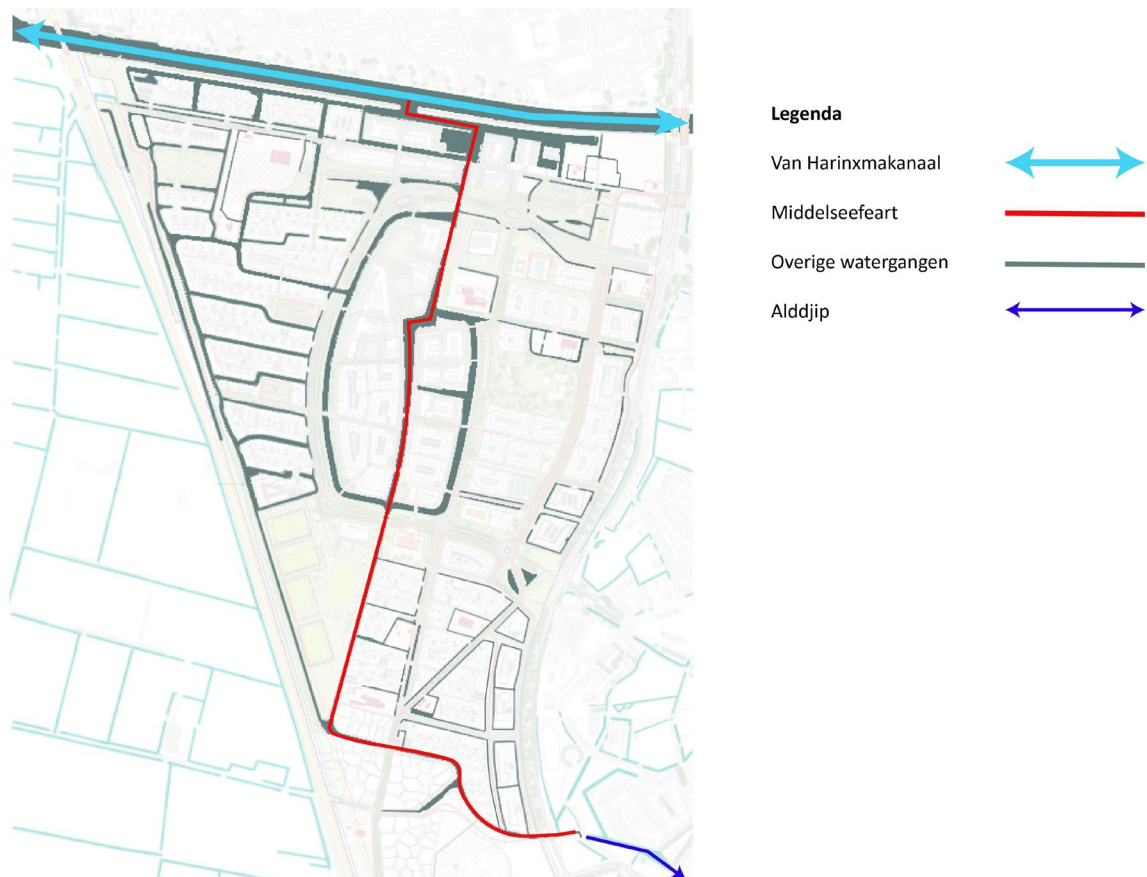 Legenda
Van Harinxmakanaal
Middelseefeart
Overige watergangen
Alddjip